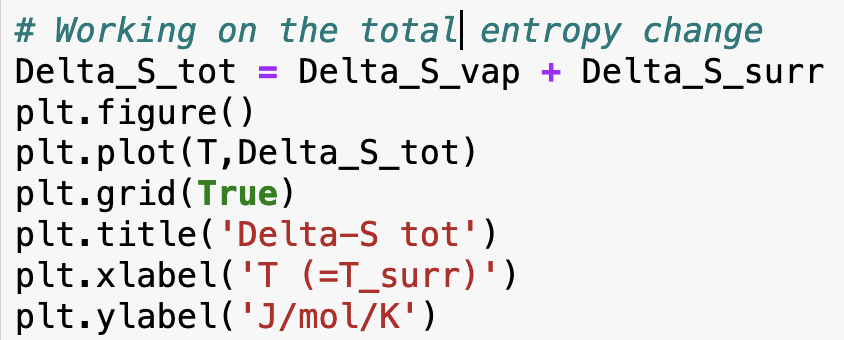 # Working on the total entropy change
Delta_S_tot = Delta_S_vap + Delta_S_surr
plt.figure()
plt.plot(T,Delta_S_tot)
plt.grid(True)
plt.title('Delta-S tot')
plt.xlabel('T (=T_surr)')
plt.ylabel('J/mol/K')